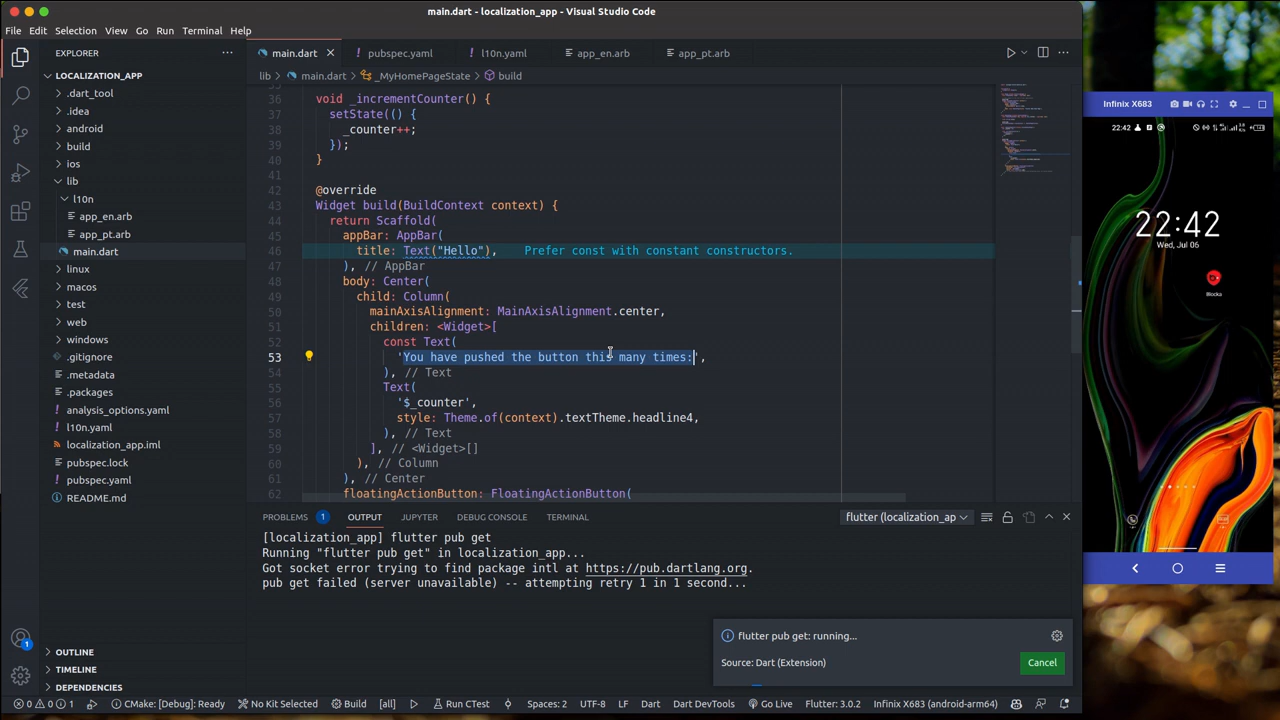 main.dart - localization_app - Visual Studio Code
File Edit Selection View Go Run Terminal Help
EXPLORER
LOCALIZATION_APP
.dart_tool
.idea
android
build
ios
lib
l10n
app_en.arb
app_pt.arb
main.dart
linux
macos
test
web
windows
.gitignore
.metadata
.packages
analysis_options.yaml
l10n.yaml
localization_app.iml
pubspec.lock
pubspec.yaml
README.md
OUTLINE
TIMELINE
DEPENDENCIES
main.dart pubspec.yaml l10n.yaml app_en.arb app_pt.arb
lib > main.dart > _MyHomePageState > build
35
36 void _incrementCounter() {
37 setState(() {
38 _counter++;
39 });
40 }
41
42 @override
43 Widget build(BuildContext context) {
44 return Scaffold(
45 appBar: AppBar(
46 title: Text("Hello"), Prefer const with constant constructors.
47 ), // AppBar
48 body: Center(
49 child: Column(
50 mainAxisAlignment: MainAxisAlignment.center,
51 children: <Widget>[
52 const Text(
53 'You have pushed the button this many times:',
54 ), // Text
55 Text(
56 '$_counter',
57 style: Theme.of(context).textTheme.headline4,
58 ), // Text
59 ], // <Widget>[]
60 ), // Column
61 ), // Center
62 floatingActionButton: FloatingActionButton(
PROBLEMS 1 OUTPUT JUPYTER DEBUG CONSOLE TERMINAL
flutter (localization_ap
[localization_app] flutter pub get
Running "flutter pub get" in localization_app...
Got socket error trying to find package intl at https://pub.dartlang.org.
pub get failed (server unavailable) -- attempting retry 1 in 1 second...
flutter pub get: running...
Source: Dart (Extension)
Cancel
1
0 0 1 CMake: [Debug]: Ready No Kit Selected Build [all] Run CTest Spaces: 2 UTF-8 LF Dart Dart DevTools Go Live Flutter: 3.0.2 Infinix X683 (android-arm64)
Infinix X683
22:42
22:42
Wed, Jul 06
Blocks